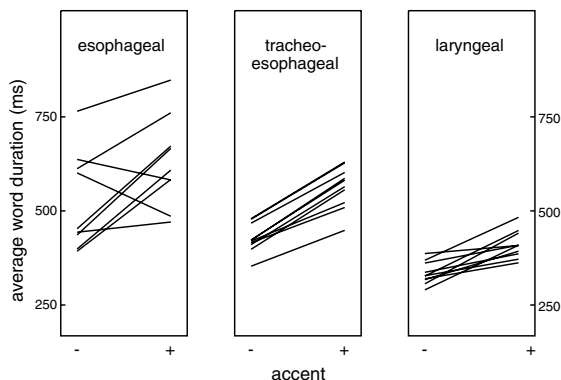 esophageal
tracheo-
esophageal
laryngeal
average word duration (ms)
750
500
250
750
500
250
- +
- +
- +
accent